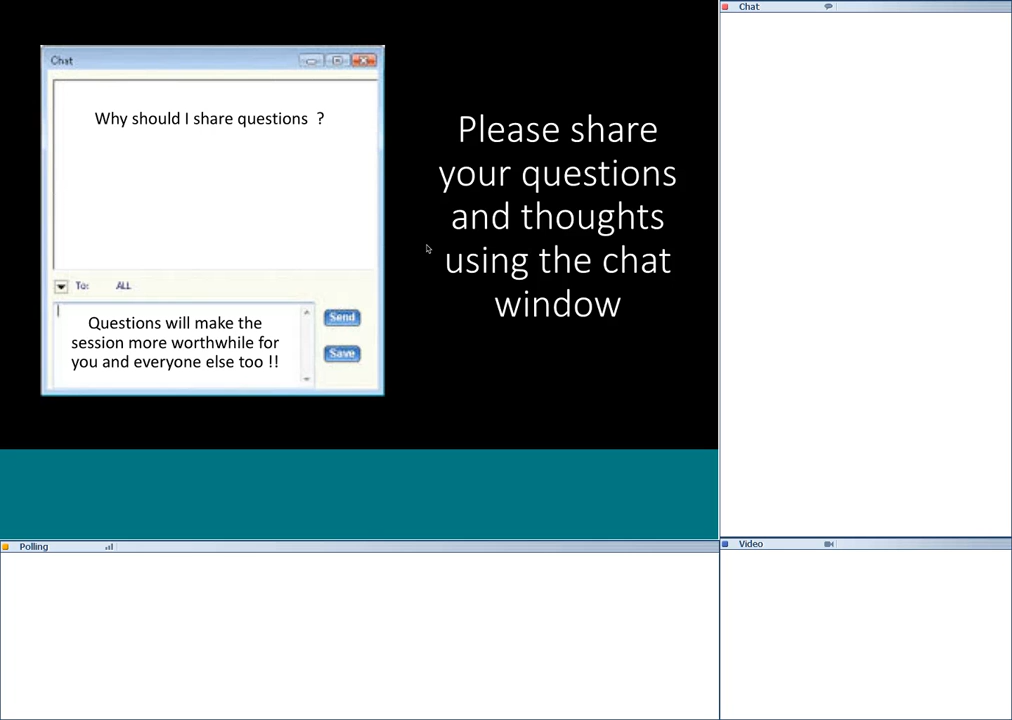 Chat
Why should I share questions  ?
To: ALL
Questions will make the
session more worthwhile for
you and everyone else too !!
Send
Save
Please share
your questions
and thoughts
using the chat
window
Chat
Polling
Video